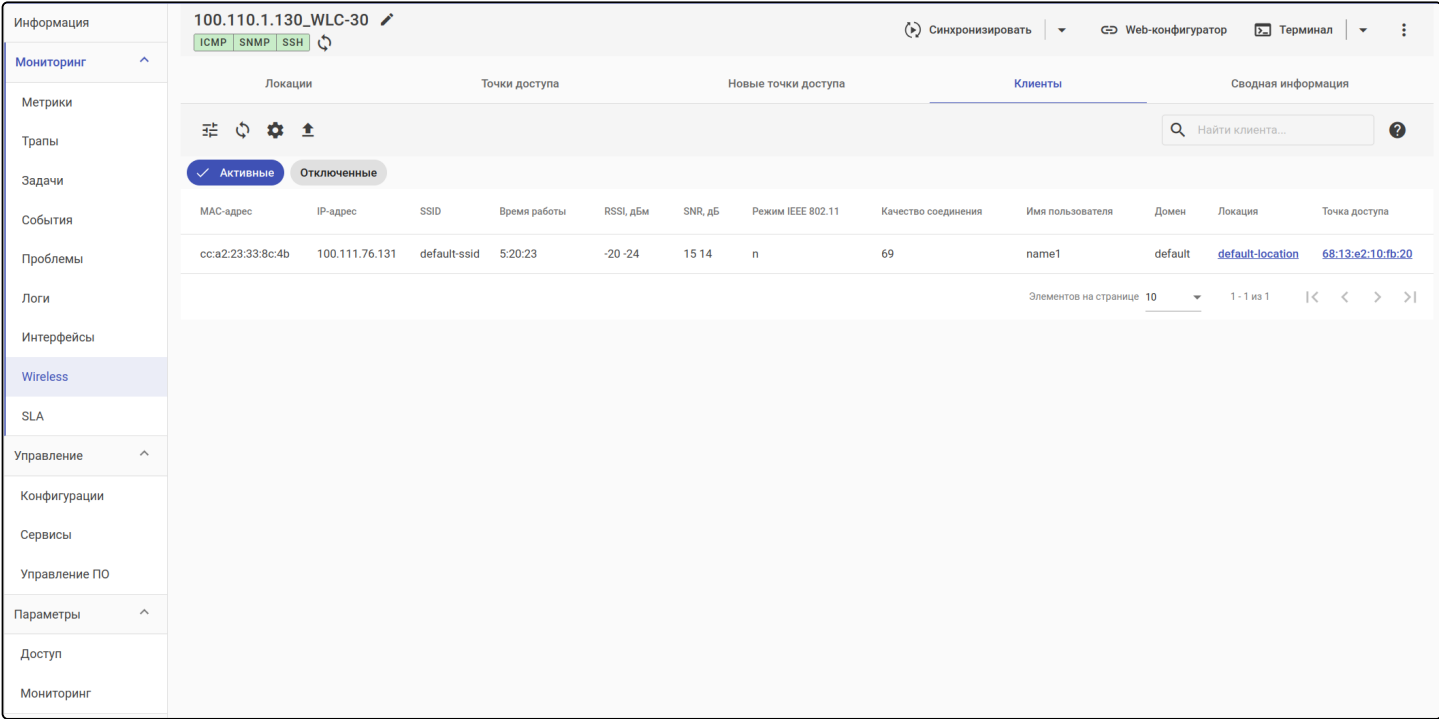 Информация
Мониторинг
Метрики
Трапы
Задачи
События
Проблемы
Логи
Интерфейсы
Wireless
SLA
Управление
Конфигурации
Сервисы
Управление ПО
Параметры
Доступ
Мониторинг
100.110.1.130_WLC-30
ICMP SNMP SSH
Синхронизировать Web-конфигуратор Терминал
Локации Точки доступа Новые точки доступа Клиенты Сводная информация
Найти клиента...
Активные Отключенные
MAC-адрес IP-адрес SSID Время работы RSSI, дБм SNR, дБ Режим IEEE 802.11 Качество соединения Имя пользователя Домен Локация Точка доступа
cc:a2:23:33:8c:4b 100.111.76.131 default-ssid 5:20:23 -20 -24 15 14 n 69 name1 default default-location 68:13:e2:10:fb:20
Элементов на странице 10 1 - 1 из 1